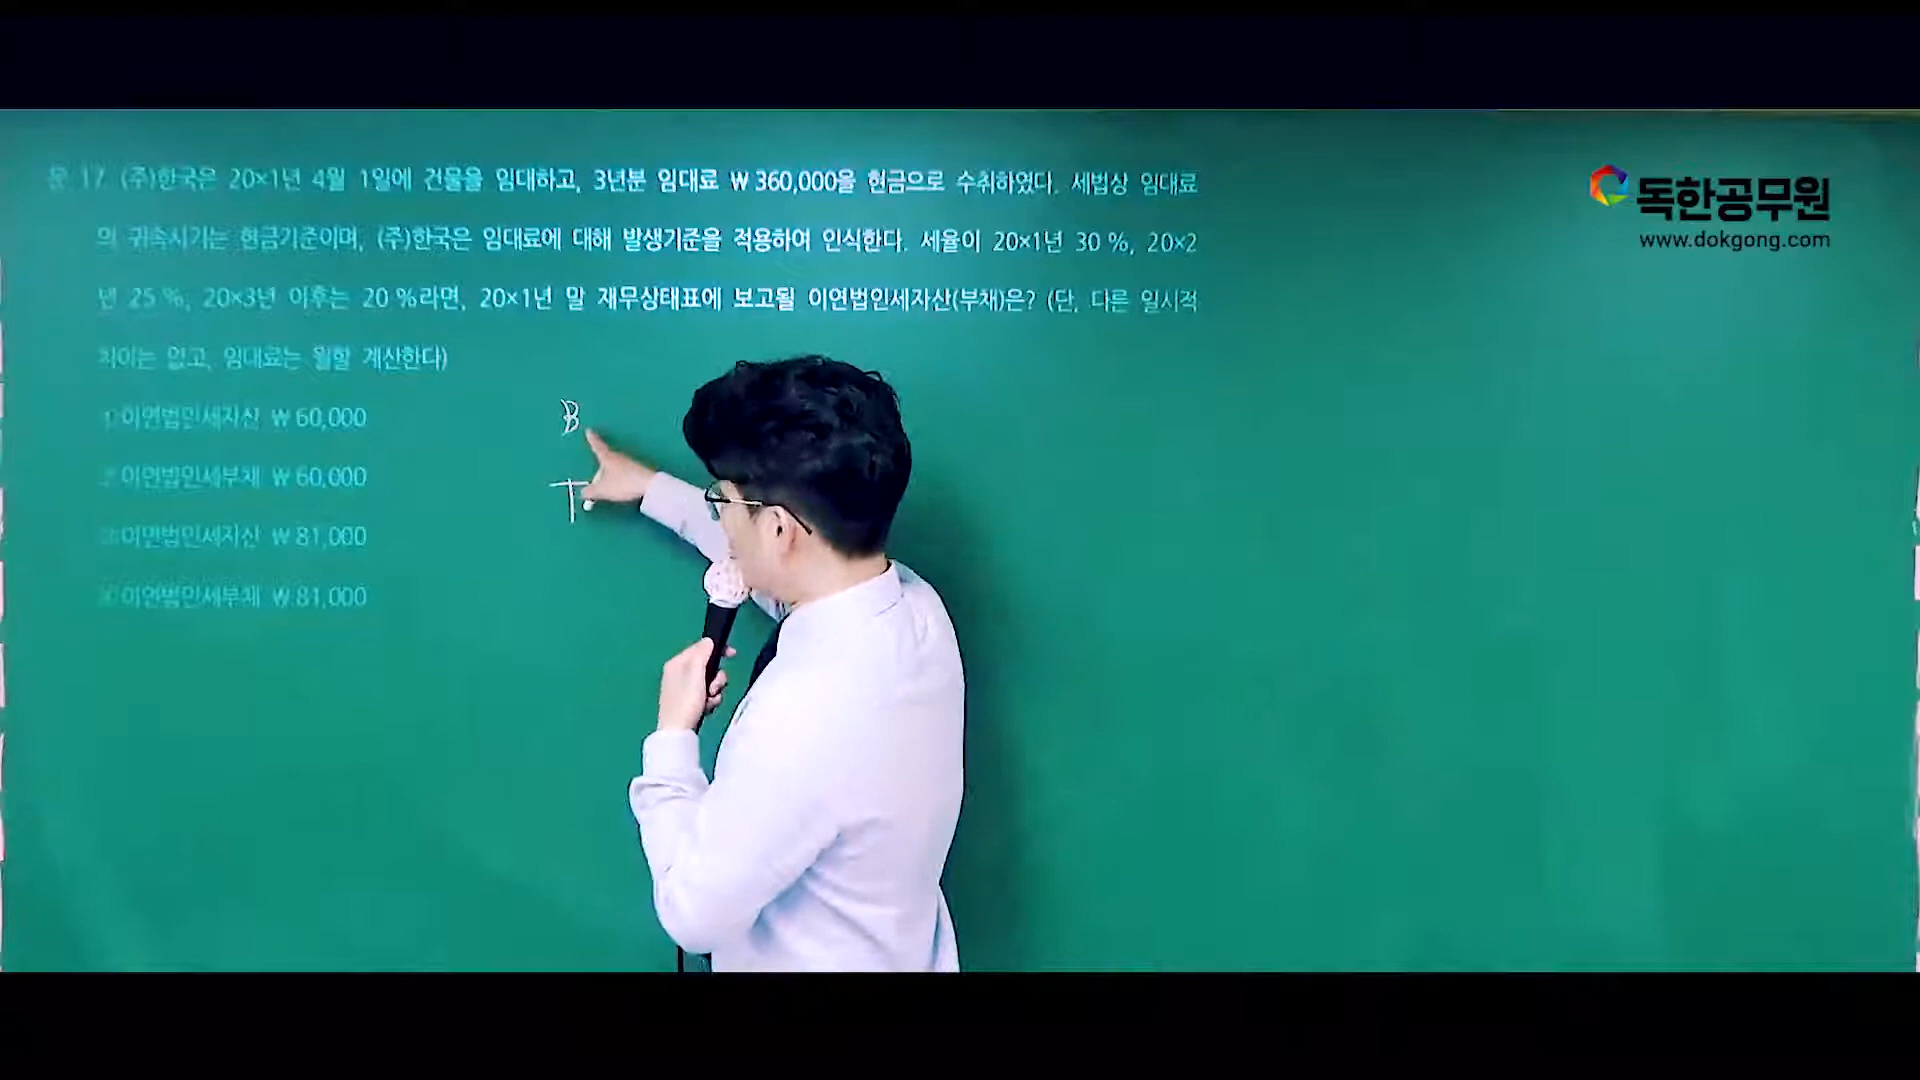 문 17 (주)한국은 20×1년 4월 1일에 건물을 임대하고, 3년분 임대료 ₩360,000을 현금으로 수취하였다. 세법상 임대료
의 귀속시기는 현금기준이며, (주)한국은 임대료에 대해 발생기준을 적용하여 인식한다. 세율이 20×1년 30 %, 20×2
년 25 %, 20×3년 이후는 20 %라면, 20×1년 말 재무상태표에 보고될 이연법인세자산(부채)은? (단, 다른 일시적
차이는 없고, 임대료는 월할 계산한다)
① 이연법인세자산 ₩60,000
② 이연법인세부채 ₩60,000
③ 이연법인세자산 ₩81,000
④ 이연법인세부채 ₩81,000
B
T
독한공무원
www.dokgong.com